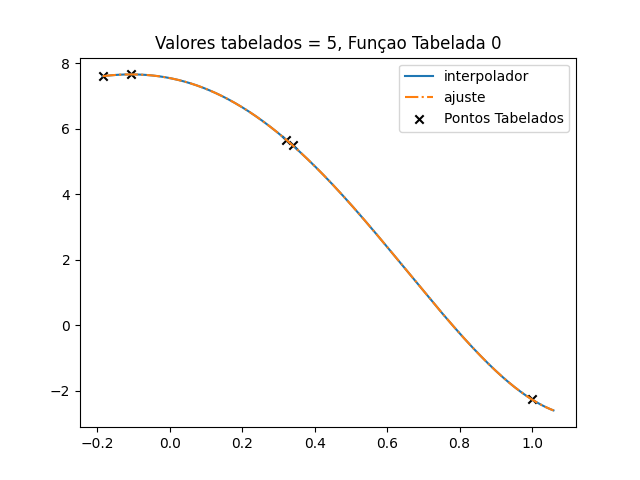 Valores tabelados = 5, Funçao Tabelada 0
interpolador
ajuste
Pontos Tabelados
8
6
4
2
0
−2
−0.2 0.0 0.2 0.4 0.6 0.8 1.0